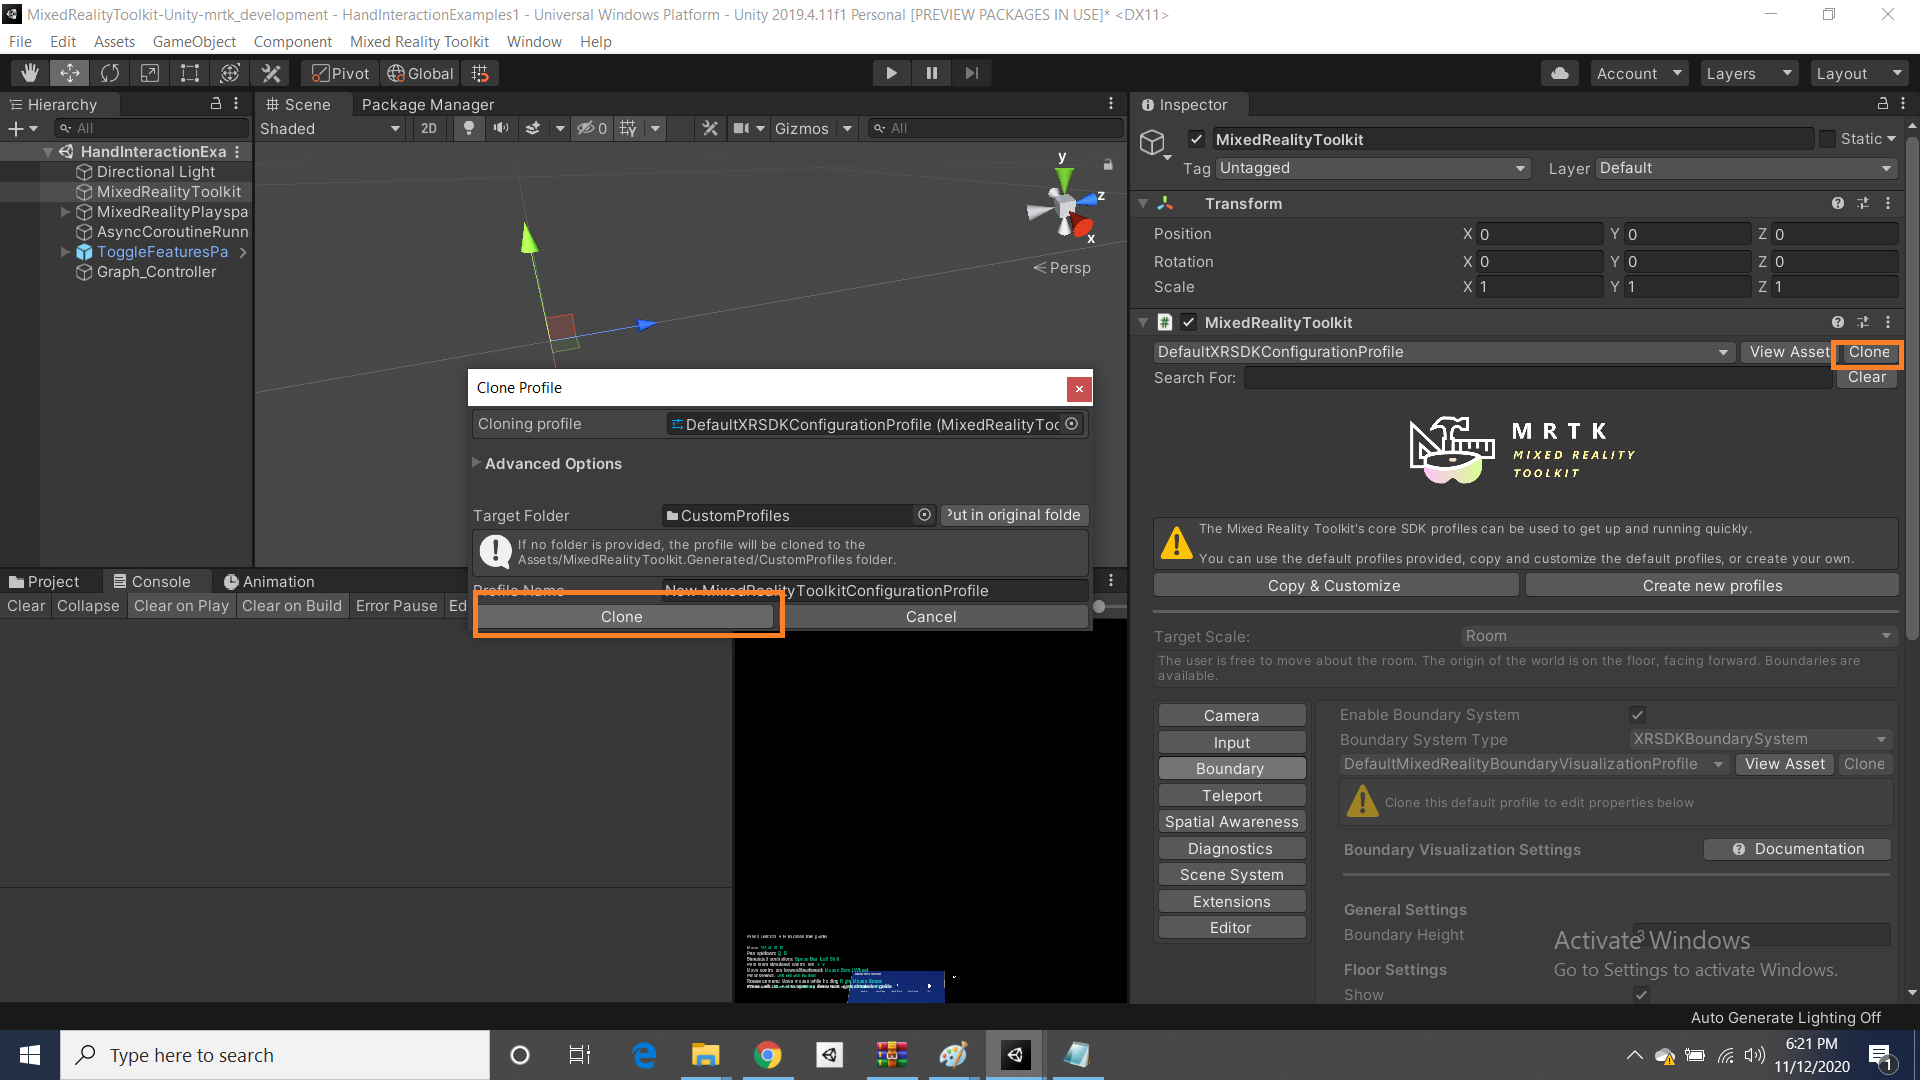 MixedRealityToolkit-Unity-mrtk_development - HandInteractionExamples1 - Universal Windows Platform - Unity 2019.4.11f1 Personal [PREVIEW PACKAGES IN USE]* <DX11>
File Edit Assets GameObject Component Mixed Reality Toolkit Window Help
Pivot Global Account Layers Layout
Hierarchy
All
HandInteractionExa
Directional Light
MixedRealityToolkit
MixedRealityPlayspa
AsyncCoroutineRunn
ToggleFeaturesPa
Graph_Controller
Scene Package Manager
Shaded 2D 0 Gizmos All
y
z
x
Persp
Inspector
MixedRealityToolkit Static
Tag Untagged Layer Default
Transform
Position X 0 Y 0 Z 0
Rotation X 0 Y 0 Z 0
Scale X 1 Y 1 Z 1
MixedRealityToolkit
DefaultXRSDKConfigurationProfile View Asset Clone
Search For: Clear
MRTK
MIXED REALITY
TOOLKIT
The Mixed Reality Toolkit's core SDK profiles can be used to get up and running quickly.
You can use the default profiles provided, copy and customize the default profiles, or create your own.
Copy & Customize Create new profiles
Target Scale: Room
The user is free to move about the room. The origin of the world is on the floor, facing forward. Boundaries are
available.
Camera
Input
Boundary
Teleport
Spatial Awareness
Diagnostics
Scene System
Extensions
Editor
Enable Boundary System
Boundary System Type XRSDKBoundarySystem
DefaultMixedRealityBoundaryVisualizationProfile View Asset Clone
Clone this default profile to edit properties below
Boundary Visualization Settings Documentation
General Settings
Boundary Height 3
Floor Settings
Show
Activate Windows
Go to Settings to activate Windows.
Clone Profile
Cloning profile DefaultXRSDKConfigurationProfile (MixedRealityToo
Advanced Options
Target Folder CustomProfiles Put in original folde
If no folder is provided, the profile will be cloned to the
Assets/MixedRealityToolkit.Generated/CustomProfiles folder.
Profile Name New MixedRealityToolkitConfigurationProfile
Clone Cancel
Project Console Animation
Clear Collapse Clear on Play Clear on Build Error Pause Ed
Auto Generate Lighting Off
Type here to search
6:21 PM
11/12/2020
1